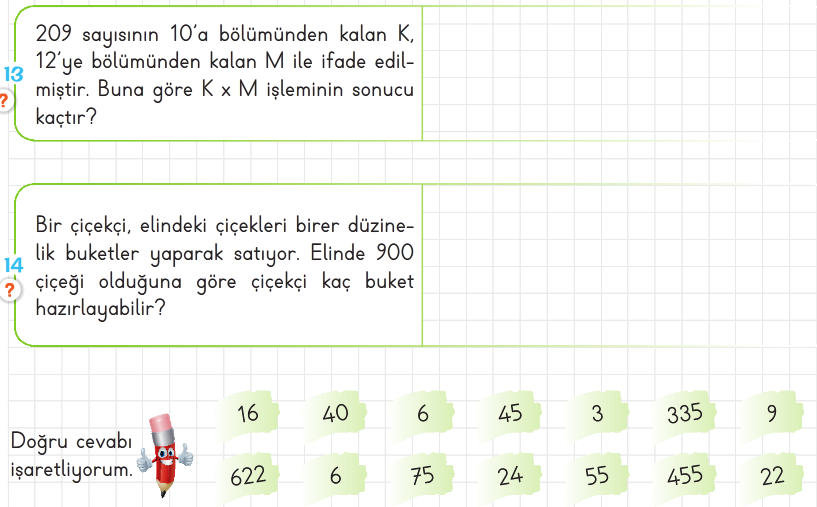 13
?
209 sayısının 10'a bölümünden kalan K,
12'ye bölümünden kalan M ile ifade edil-
miştir. Buna göre K x M işleminin sonucu
kaçtır?
14
?
Bir çiçekçi, elindeki çiçekleri birer düzine-
lik buketler yaparak satıyor. Elinde 900
çiçeği olduğuna göre çiçekçi kaç buket
hazırlayabilir?
Doğru cevabı
işaretliyorum.
16 40 6 45 3 335 9
622 6 75 24 55 455 22